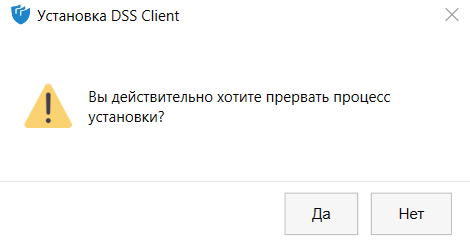 Установка DSS Client
Вы действительно хотите прервать процесс
установки?
Да
Нет